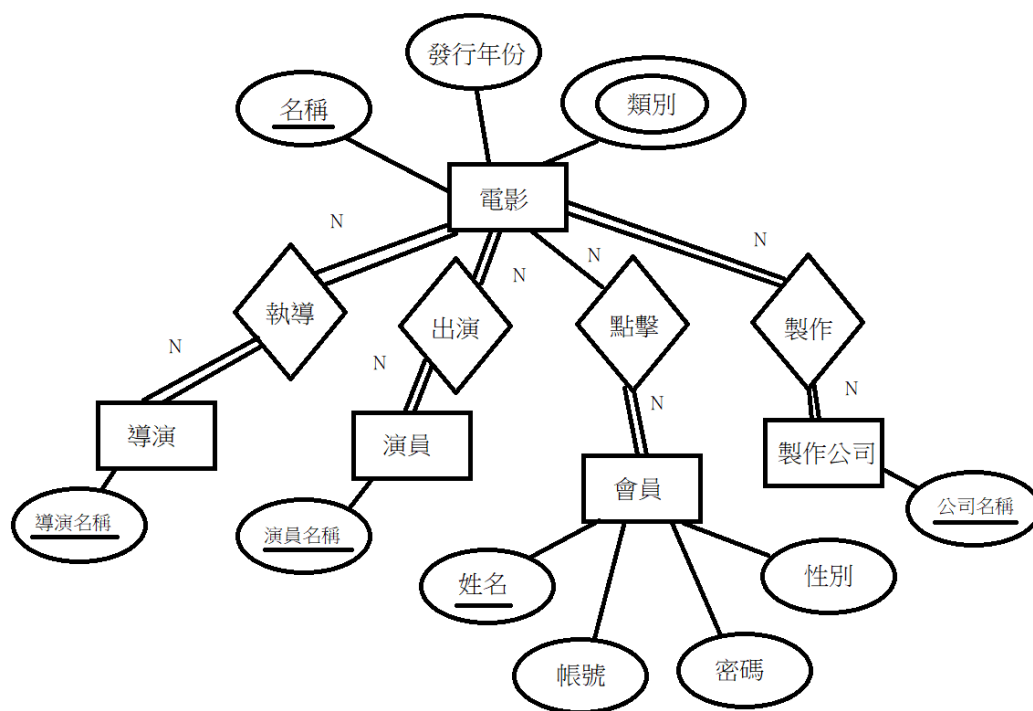 發行年份
名稱
類別
電影
N
N
N
N
執導
出演
點擊
製作
N
N
N
N
導演
演員
會員
製作公司
導演名稱
演員名稱
公司名稱
姓名
性別
帳號
密碼